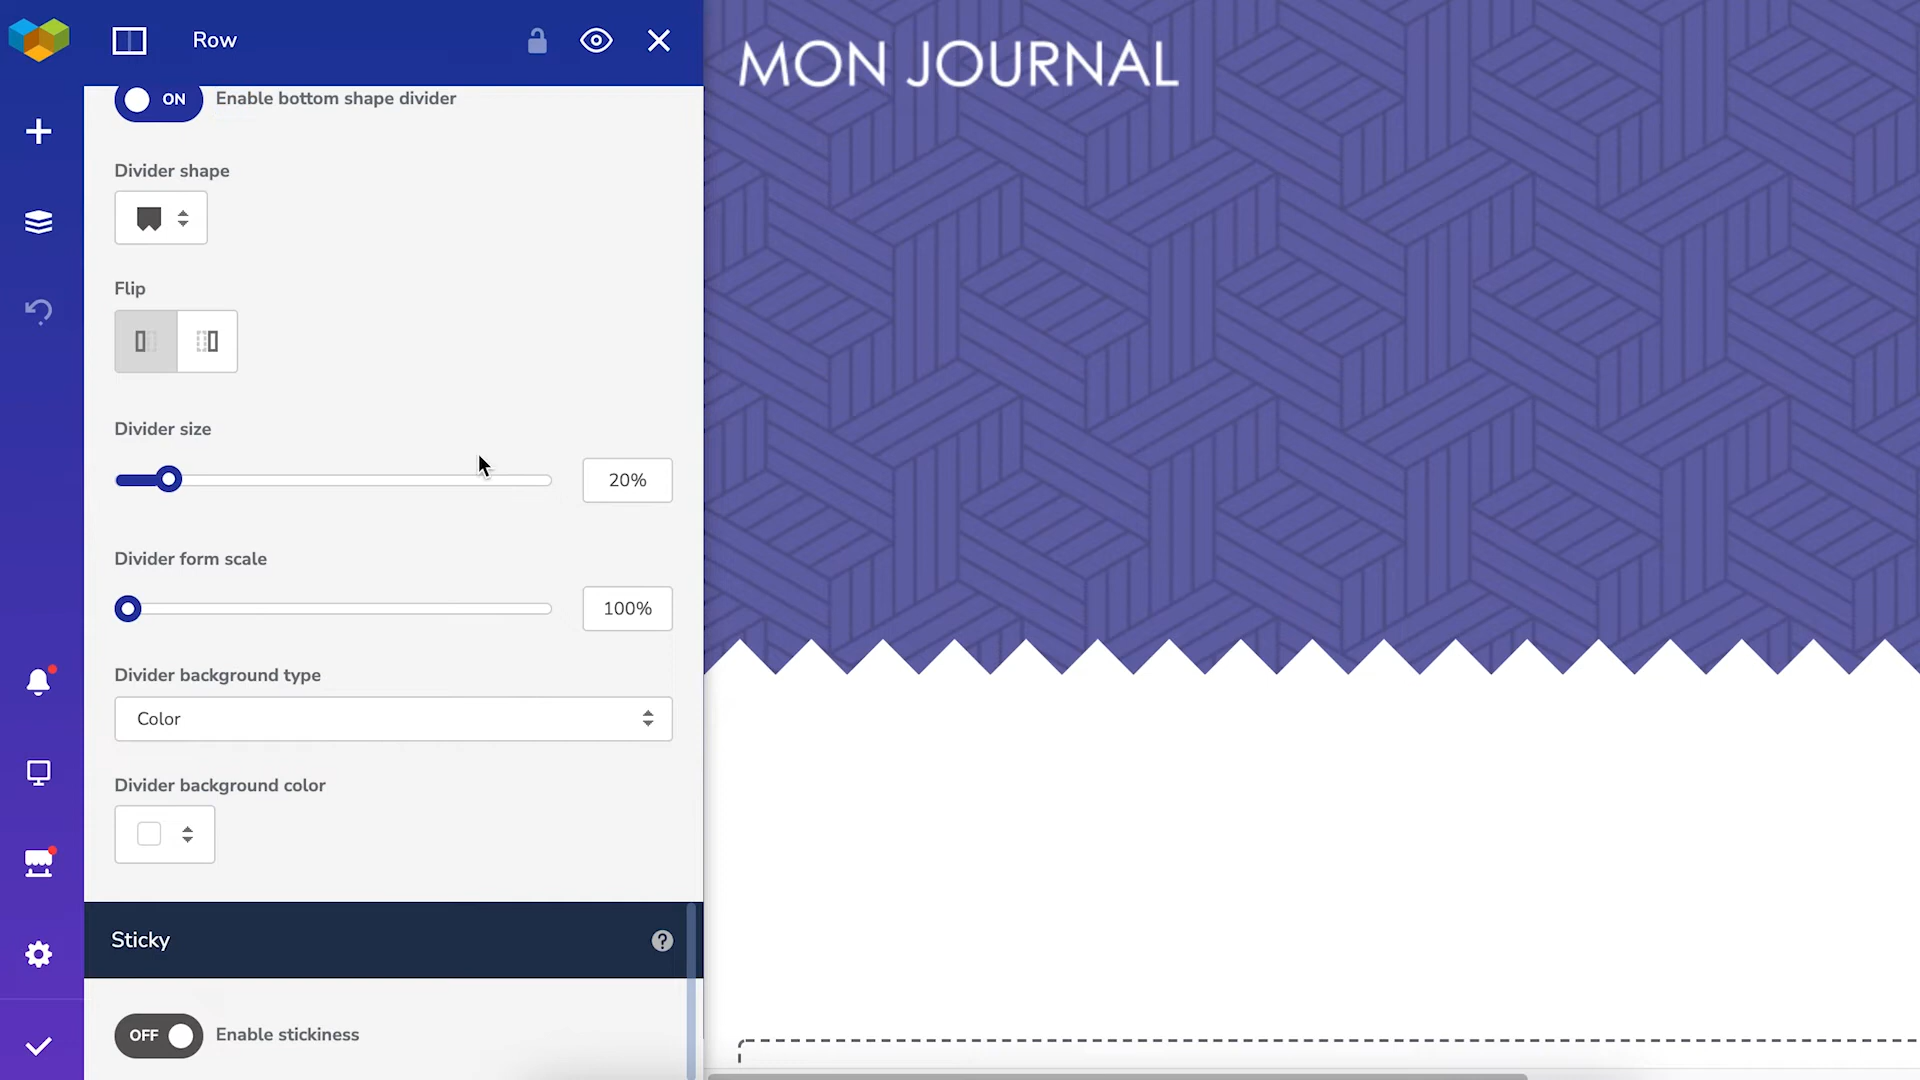 Row
MON JOURNAL
ON Enable bottom shape divider
Divider shape
Flip
Divider size
20%
Divider form scale
100%
Divider background type
Color
Divider background color
Sticky ?
OFF Enable stickiness